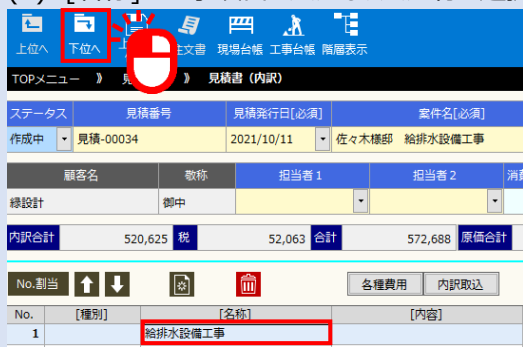 上位へ 下位へ 注文書 現場台帳 工事台帳 階層表示
TOPメニュー 》 》 見積書（内訳）
ステータス 見積番号 見積発行日[必須] 案件名[必須]
作成中 見積-00034 2021/10/11 佐々木様邸 給排水設備工事
顧客名 敬称 担当者1 担当者2
緑設計 御中
内訳合計 520,625 税 52,063 合計 572,688 原価合計
No.割当 各種費用 内訳取込
No. [種別] [名称] [内容]
1 給排水設備工事